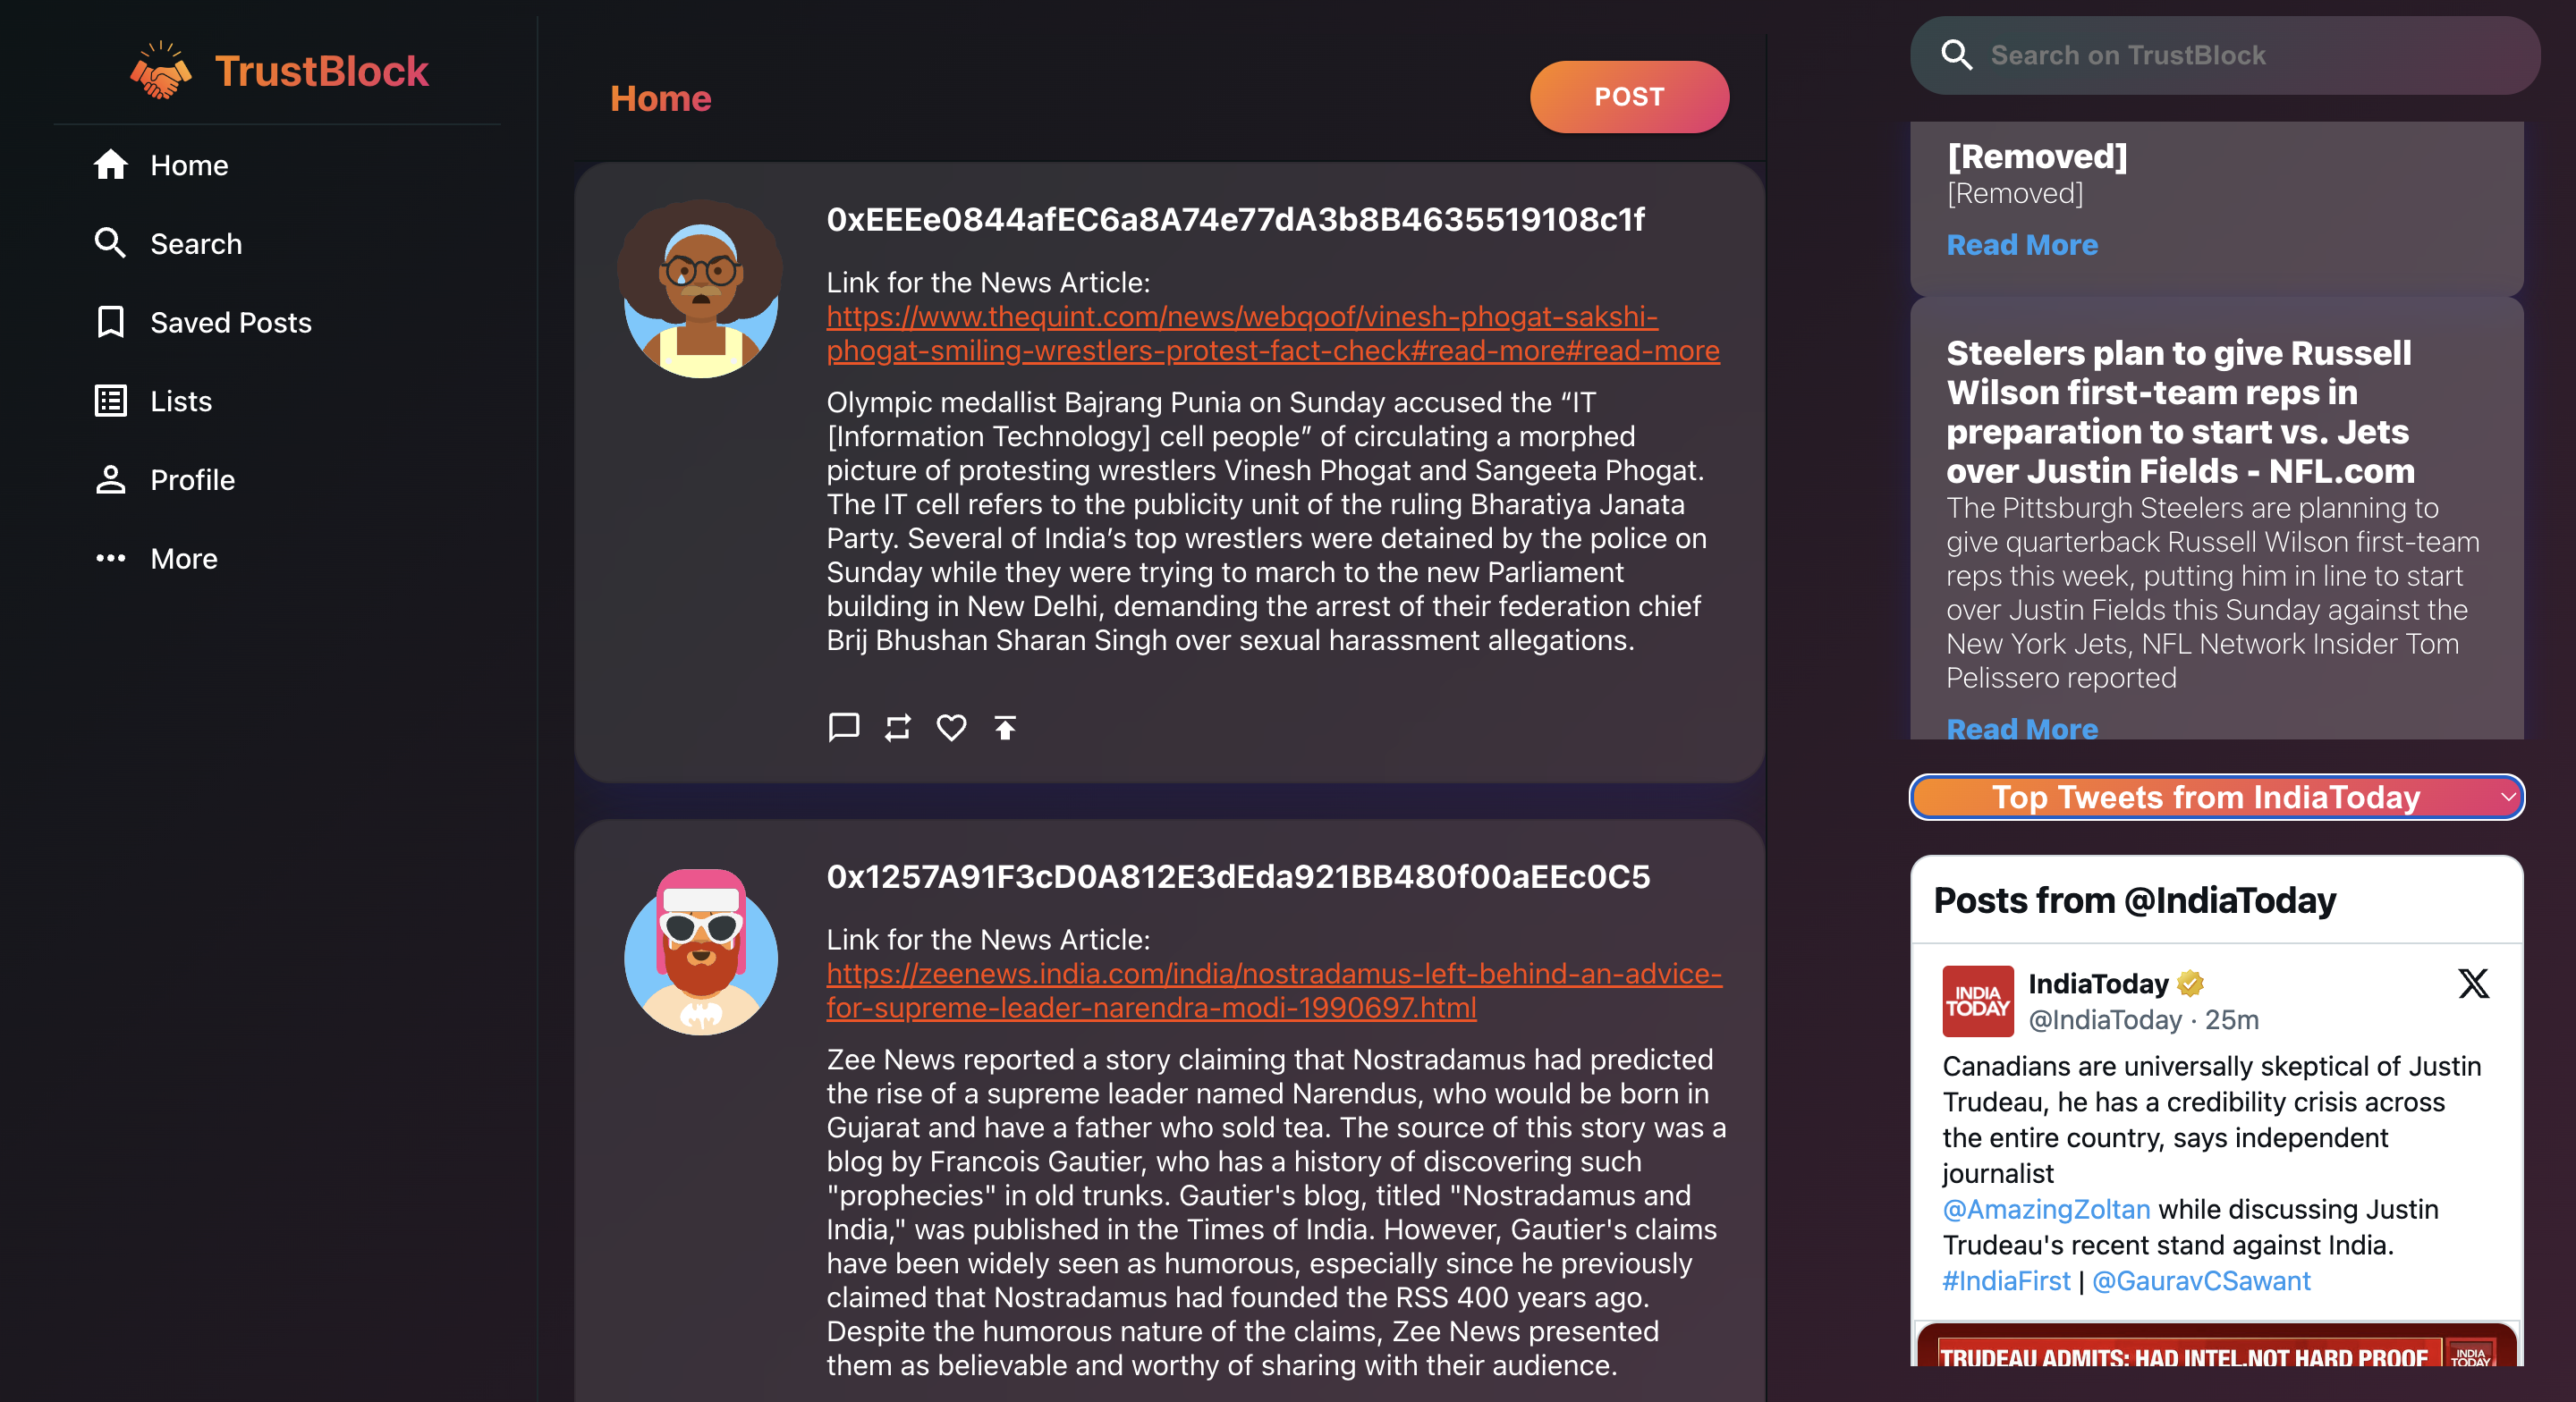 TrustBlock
Home
Search
Saved Posts
Lists
Profile
More
Home
POST
0xEEEe0844afEC6a8A74e77dA3b8B4635519108c1f
Link for the News Article:
https://www.thequint.com/news/webqoof/vinesh-phogat-sakshi-
phogat-smiling-wrestlers-protest-fact-check#read-more#read-more
Olympic medallist Bajrang Punia on Sunday accused the “IT
[Information Technology] cell people” of circulating a morphed
picture of protesting wrestlers Vinesh Phogat and Sangeeta Phogat.
The IT cell refers to the publicity unit of the ruling Bharatiya Janata
Party. Several of India’s top wrestlers were detained by the police on
Sunday while they were trying to march to the new Parliament
building in New Delhi, demanding the arrest of their federation chief
Brij Bhushan Sharan Singh over sexual harassment allegations.
0x1257A91F3cD0A812E3dEda921BB480f00aEEc0C5
Link for the News Article:
https://zeenews.india.com/india/nostradamus-left-behind-an-advice-
for-supreme-leader-narendra-modi-1990697.html
Zee News reported a story claiming that Nostradamus had predicted
the rise of a supreme leader named Narendus, who would be born in
Gujarat and have a father who sold tea. The source of this story was a
blog by Francois Gautier, who has a history of discovering such
"prophecies" in old trunks. Gautier's blog, titled "Nostradamus and
India," was published in the Times of India. However, Gautier's claims
have been widely seen as humorous, especially since he previously
claimed that Nostradamus had founded the RSS 400 years ago.
Despite the humorous nature of the claims, Zee News presented
them as believable and worthy of sharing with their audience.
Search on TrustBlock
[Removed]
[Removed]
Read More
Steelers plan to give Russell
Wilson first-team reps in
preparation to start vs. Jets
over Justin Fields - NFL.com
The Pittsburgh Steelers are planning to
give quarterback Russell Wilson first-team
reps this week, putting him in line to start
over Justin Fields this Sunday against the
New York Jets, NFL Network Insider Tom
Pelissero reported
Read More
Top Tweets from IndiaToday
Posts from @IndiaToday
INDIA
TODAY
IndiaToday
@IndiaToday · 25m
Canadians are universally skeptical of Justin
Trudeau, he has a credibility crisis across
the entire country, says independent
journalist
@AmazingZoltan while discussing Justin
Trudeau's recent stand against India.
#IndiaFirst | @GauravCSawant
TRUDEAU ADMITS: HAD INTEL,NOT HARD PROOF
INDIA
TODAY